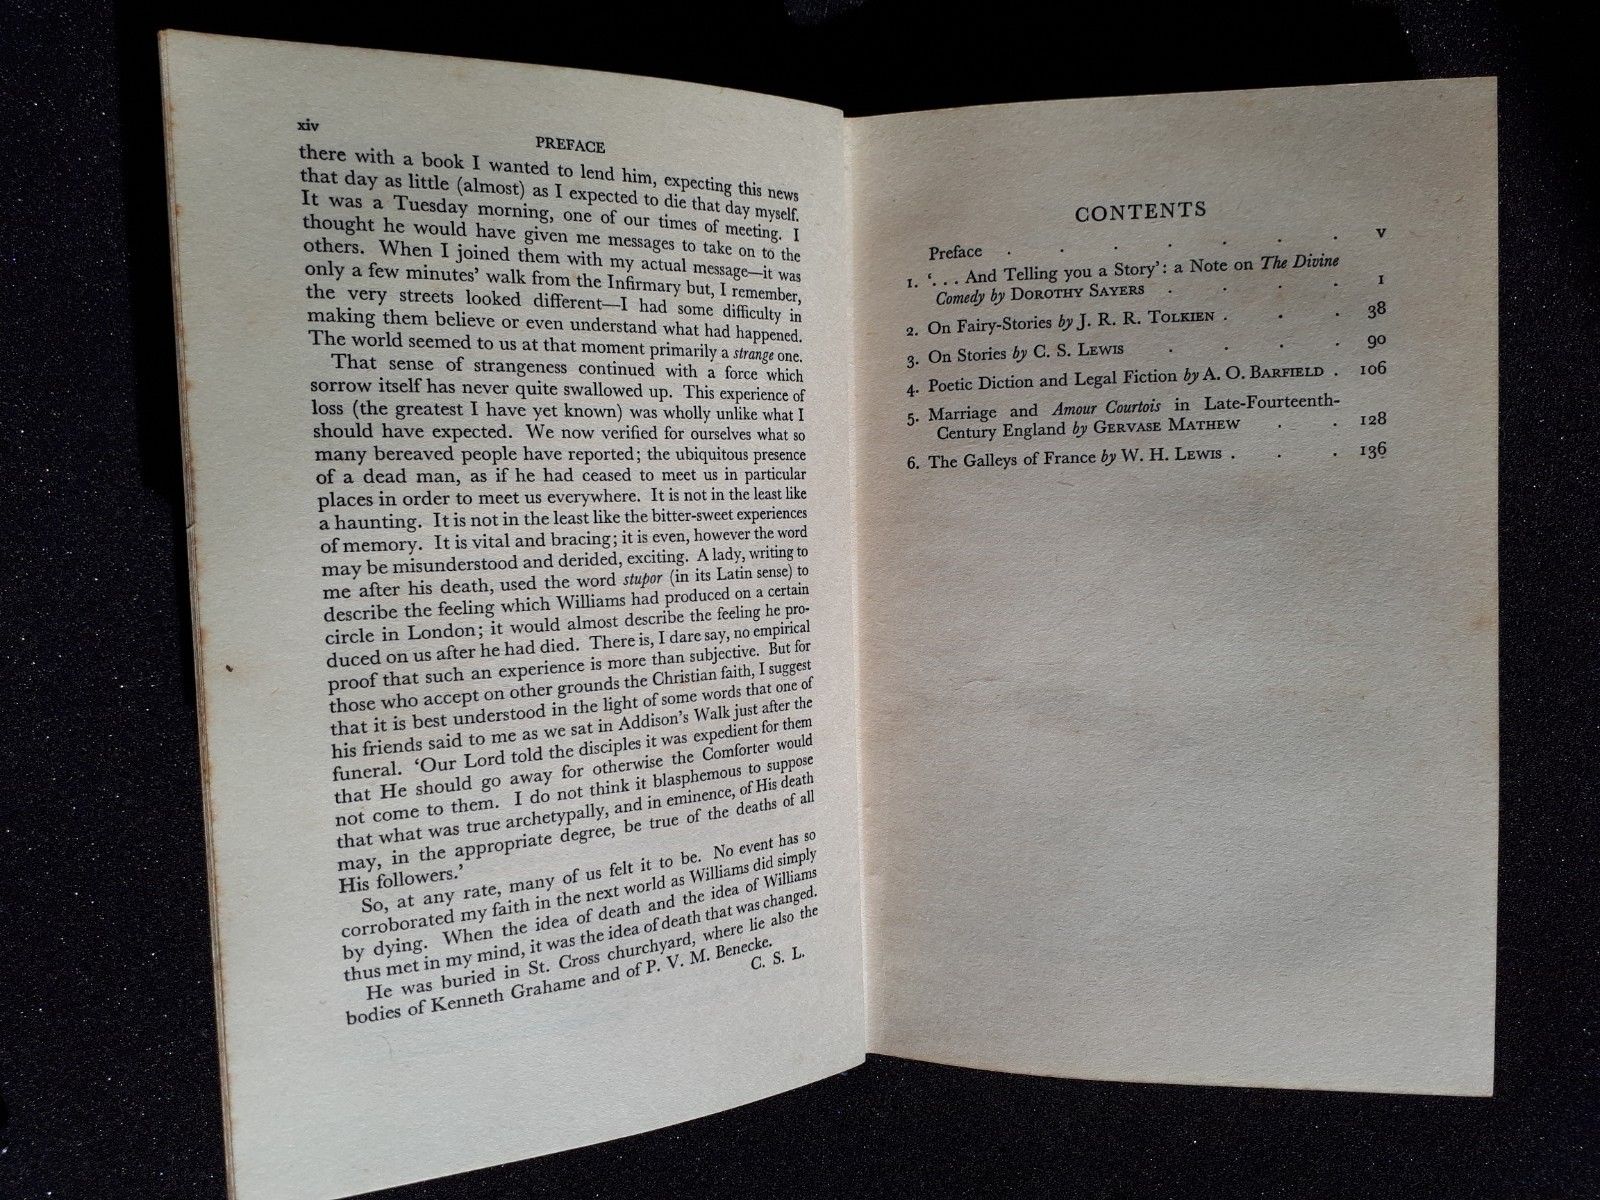 xiv
PREFACE
there with a book I wanted to lend him, expecting this news
that day as little (almost) as I expected to die that day myself.
It was a Tuesday morning, one of our times of meeting. I
thought he would have given me messages to take on to the
others. When I joined them with my actual message—it was
only a few minutes' walk from the Infirmary but, I remember,
the very streets looked different—I had some difficulty in
making them believe or even understand what had happened.
The world seemed to us at that moment primarily a strange one.
That sense of strangeness continued with a force which
sorrow itself has never quite swallowed up. This experience of
loss (the greatest I have yet known) was wholly unlike what I
should have expected. We now verified for ourselves what so
many bereaved people have reported; the ubiquitous presence
of a dead man, as if he had ceased to meet us in particular
places in order to meet us everywhere. It is not in the least like
a haunting. It is not in the least like the bitter-sweet experiences
of memory. It is vital and bracing; it is even, however the word
may be misunderstood and derided, exciting. A lady, writing to
me after his death, used the word stupor (in its Latin sense) to
describe the feeling which Williams had produced on a certain
circle in London; it would almost describe the feeling he pro-
duced on us after he had died. There is, I dare say, no empirical
proof that such an experience is more than subjective. But for
those who accept on other grounds the Christian faith, I suggest
that it is best understood in the light of some words that one of
his friends said to me as we sat in Addison's Walk just after the
funeral. 'Our Lord told the disciples it was expedient for them
that He should go away for otherwise the Comforter would
not come to them. I do not think it blasphemous to suppose
that what was true archetypally, and in eminence, of His death
may, in the appropriate degree, be true of the deaths of all
His followers.'
So, at any rate, many of us felt it to be. No event has so
corroborated my faith in the next world as Williams did simply
by dying. When the idea of death and the idea of Williams
thus met in my mind, it was the idea of death that was changed.
He was buried in St. Cross churchyard, where lie also the
bodies of Kenneth Grahame and of P. V. M. Benecke.
C. S. L.
CONTENTS
Preface . . . . . . . v
1. '. . . And Telling you a Story': a Note on The Divine
Comedy by DOROTHY SAYERS . . . . 1
2. On Fairy-Stories by J. R. R. TOLKIEN . . . 38
3. On Stories by C. S. LEWIS . . . . 90
4. Poetic Diction and Legal Fiction by A. O. BARFIELD . 106
5. Marriage and Amour Courtois in Late-Fourteenth-
Century England by GERVASE MATHEW . . 128
6. The Galleys of France by W. H. LEWIS . . . 136